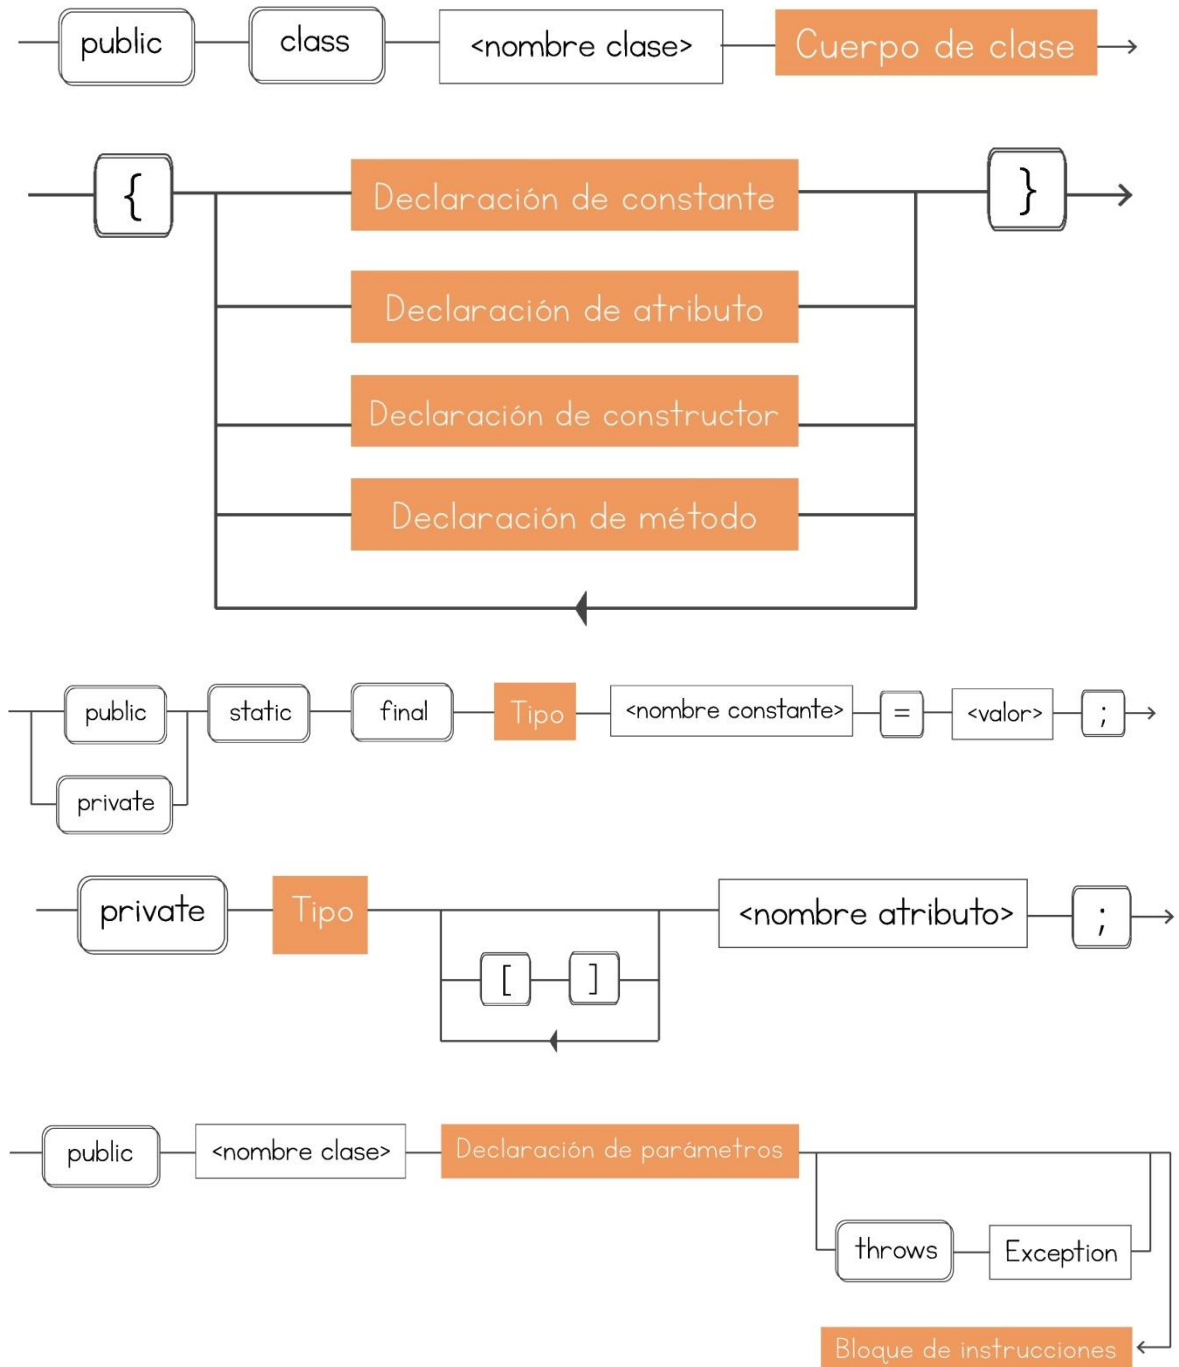 public class <nombre clase> Cuerpo de clase
{ Declaración de constante }
Declaración de atributo
Declaración de constructor
Declaración de método
public static final Tipo <nombre constante> = <valor> ;
private
private Tipo <nombre atributo> ;
[ ]
public <nombre clase> Declaración de parámetros
throws Exception
Bloque de instrucciones